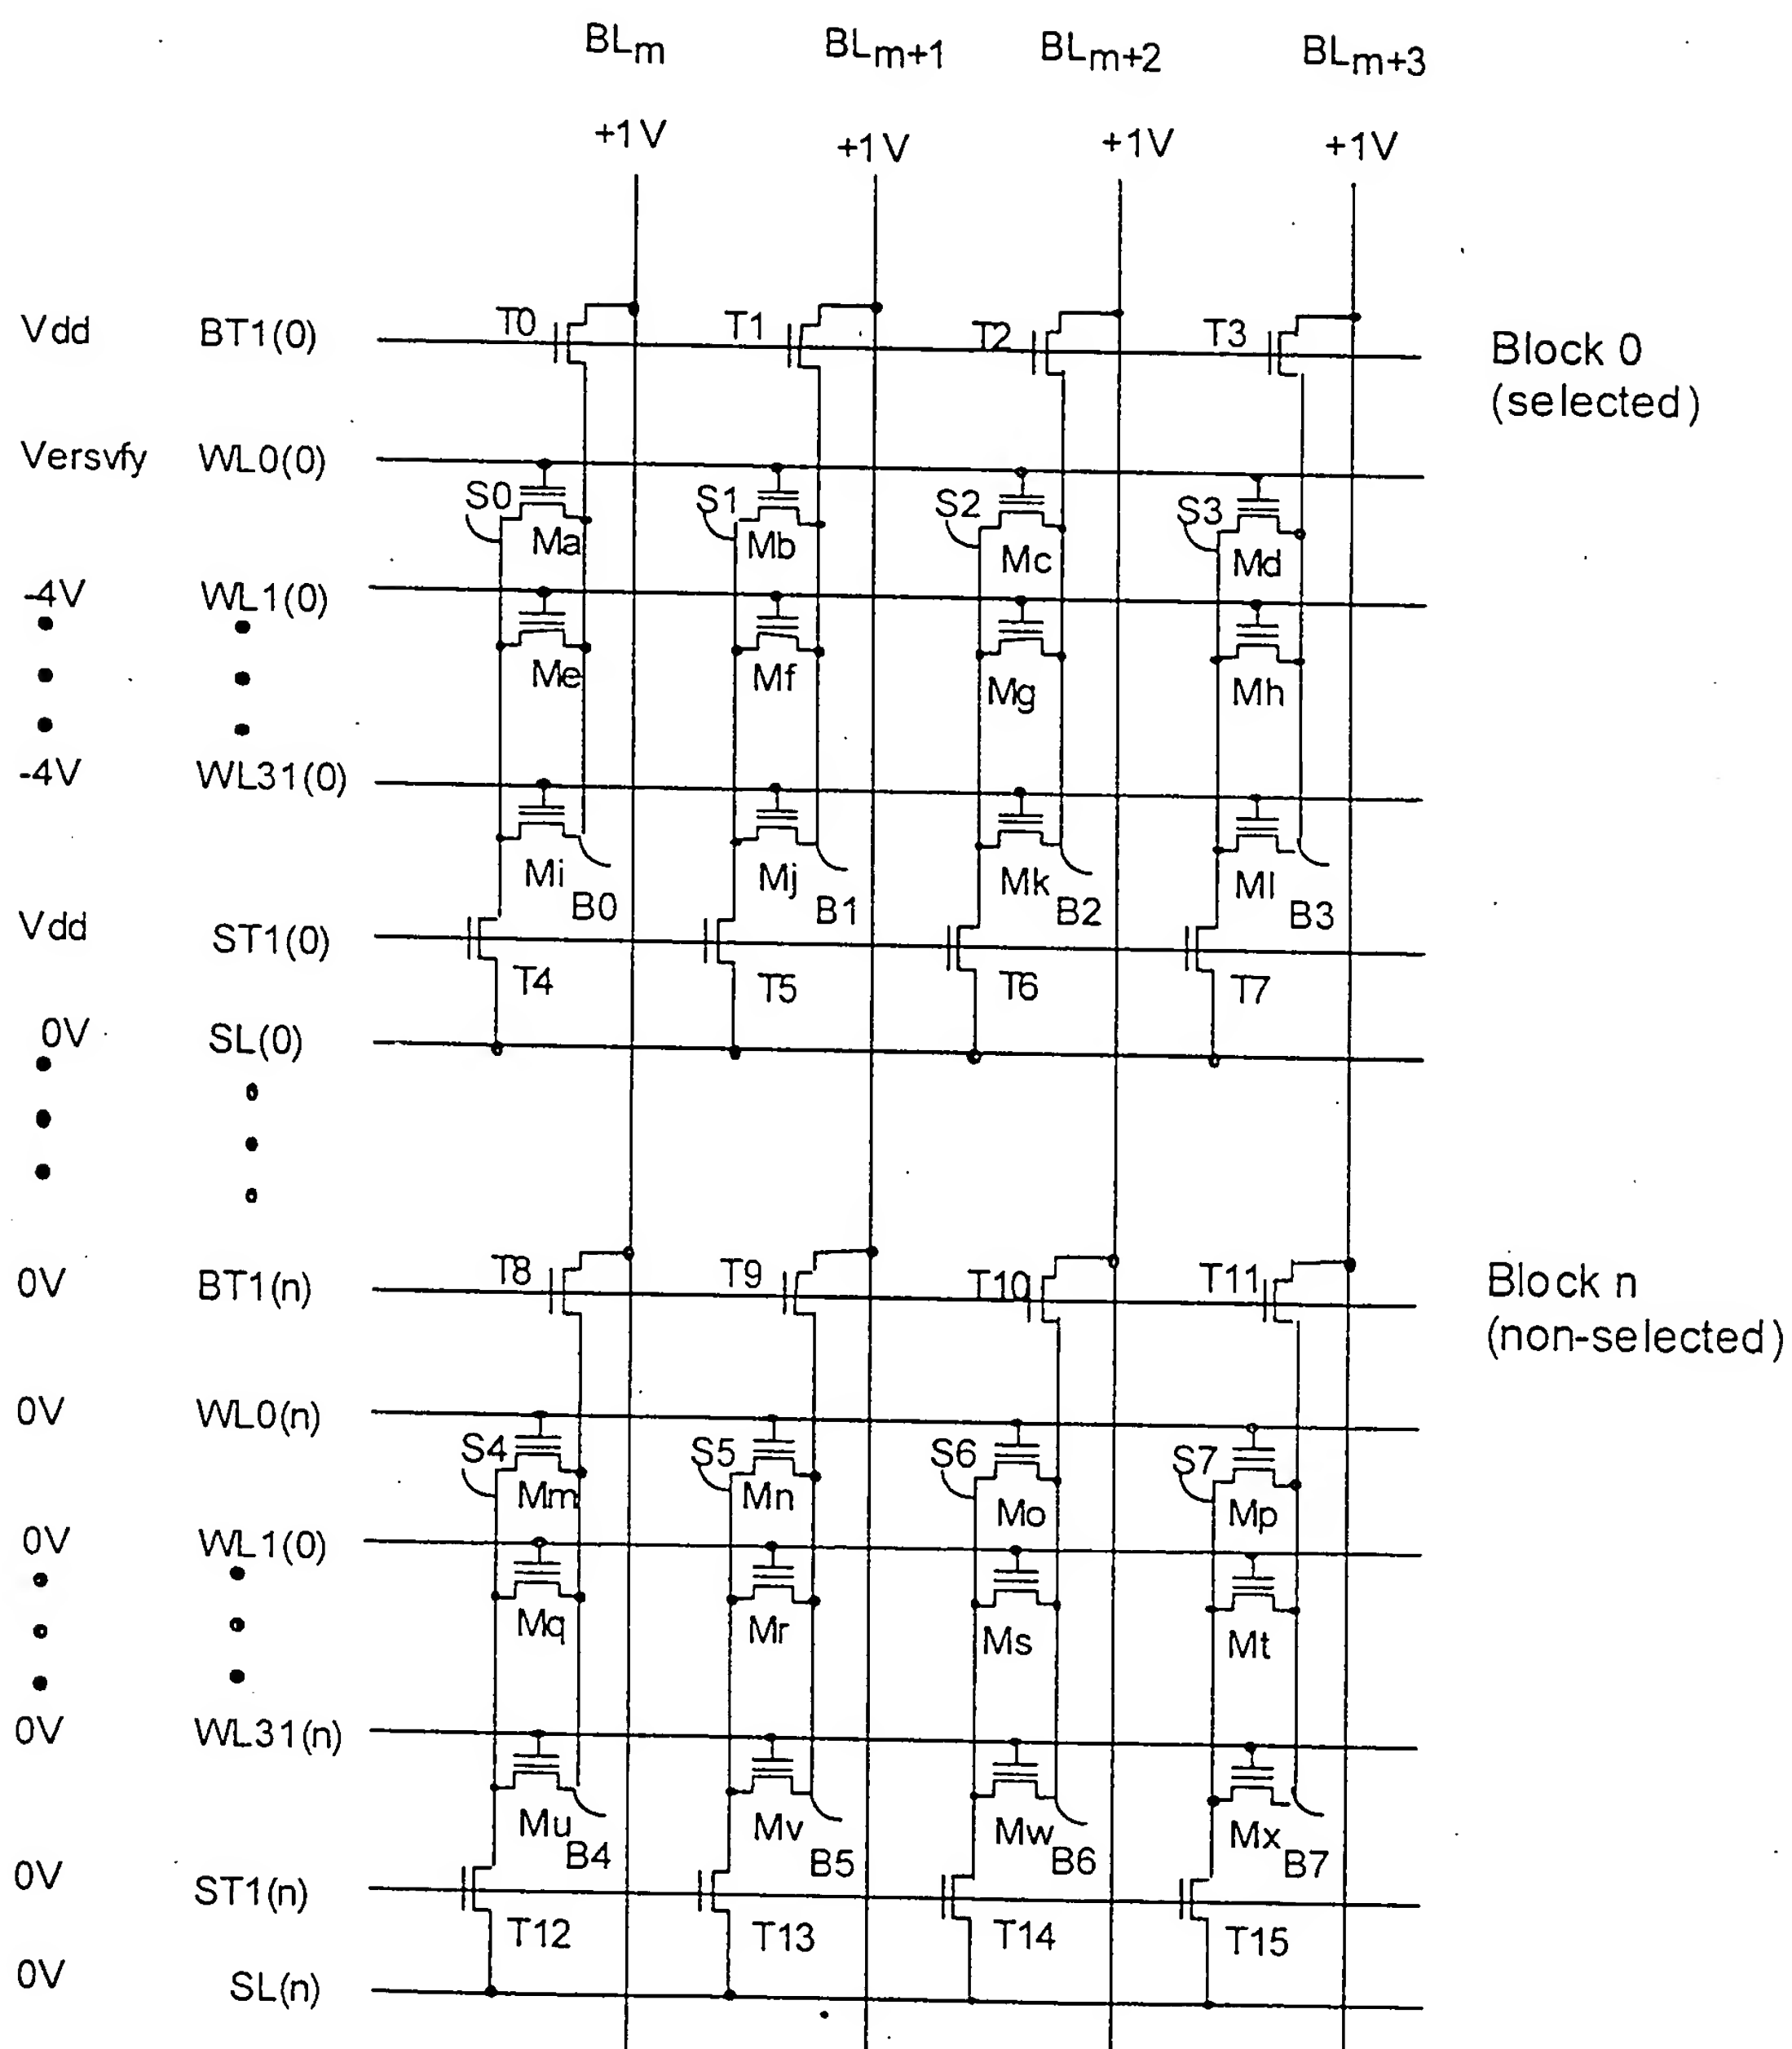 BLm BLm+1 BLm+2 BLm+3
+1V +1V +1V +1V
Vdd BT1(0) T0 T1 T2 T3 Block 0
(selected)
Versvfy WL0(0)
S0 S1 S2 S3
Ma Mb Mc Md
-4V WL1(0)
Me Mf Mg Mh
-4V WL31(0)
Mi Mj Mk Ml
B0 B1 B2 B3
Vdd ST1(0)
T4 T5 T6 T7
0V SL(0)
0V BT1(n) T8 T9 T10 T11 Block n
(non-selected)
0V WL0(n)
S4 S5 S6 S7
Mm Mn Mo Mp
0V WL1(0)
Mq Mr Ms Mt
0V WL31(n)
Mu Mv Mw Mx
B4 B5 B6 B7
0V ST1(n)
T12 T13 T14 T15
0V SL(n)